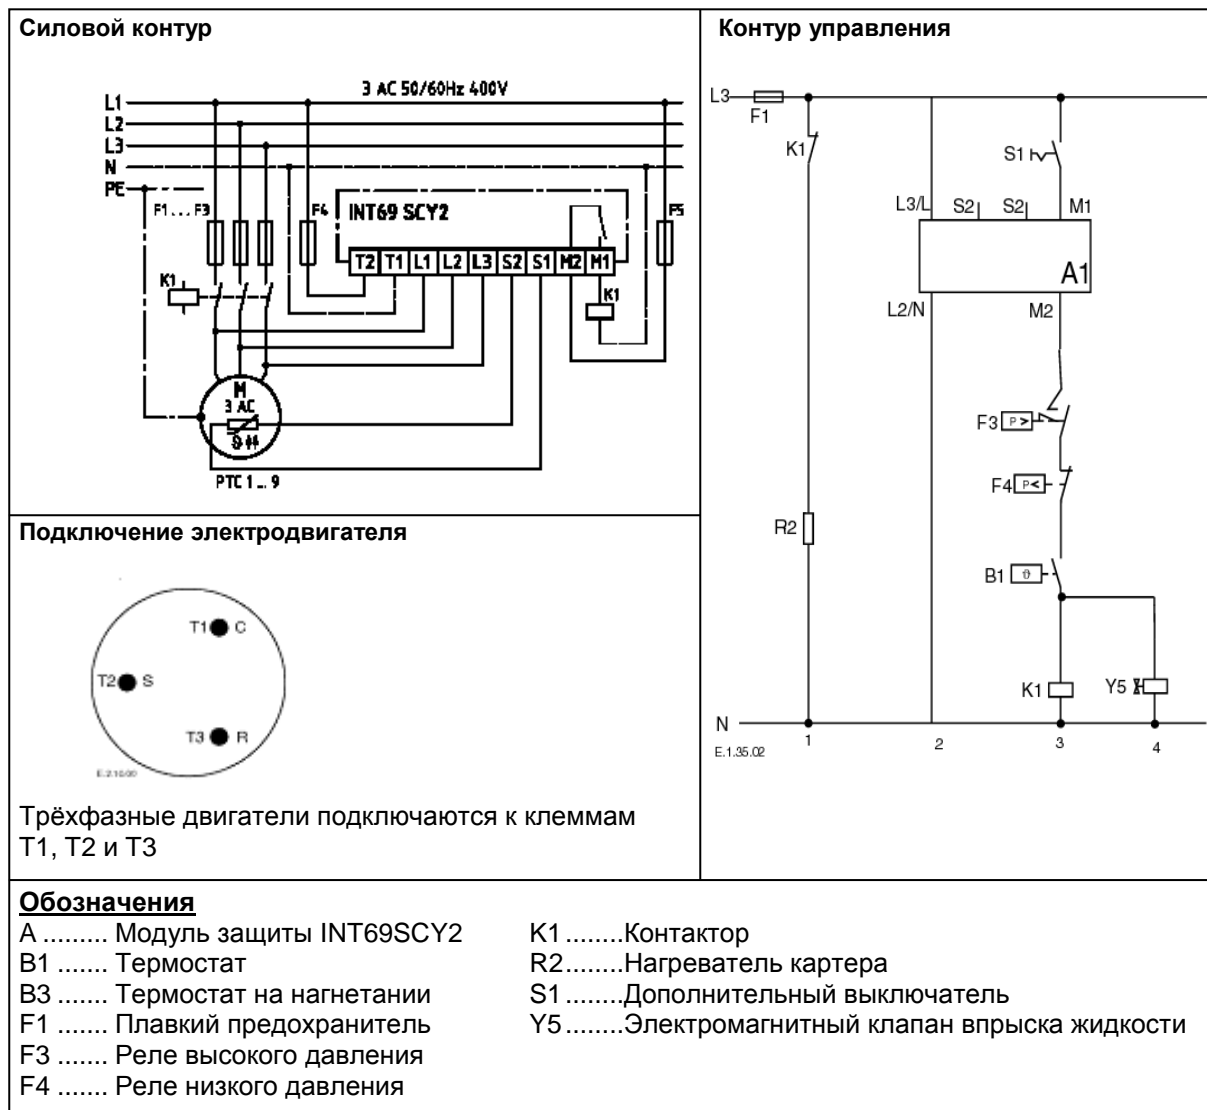 Силовой контур
3 AC 50/60Hz 400V
L1
L2
L3
N
PE
F1...F3
F4
INT69 SCY2
F5
T2 T1 L1 L2 L3 S2 S1 M2 M1
K1
K1
M
3 AC
PTC 1... 9
Контур управления
L3
F1
K1
S1
L3/L
S2
S2
M1
A1
L2/N
M2
F3
P >
F4
P <
R2
B1
ϑ
K1
Y5
N
E.1.35.02
1
2
3
4
Подключение электродвигателя
T1 C
T2 S
T3 R
E.2.10.00
Трёхфазные двигатели подключаются к клеммам
T1, T2 и T3
Обозначения
A ......... Модуль защиты INT69SCY2
B1 ....... Термостат
B3 ....... Термостат на нагнетании
F1 ....... Плавкий предохранитель
F3 ....... Реле высокого давления
F4 ....... Реле низкого давления
K1 ........Контактор
R2........Нагреватель картера
S1 ........Дополнительный выключатель
Y5 ........Электромагнитный клапан впрыска жидкости